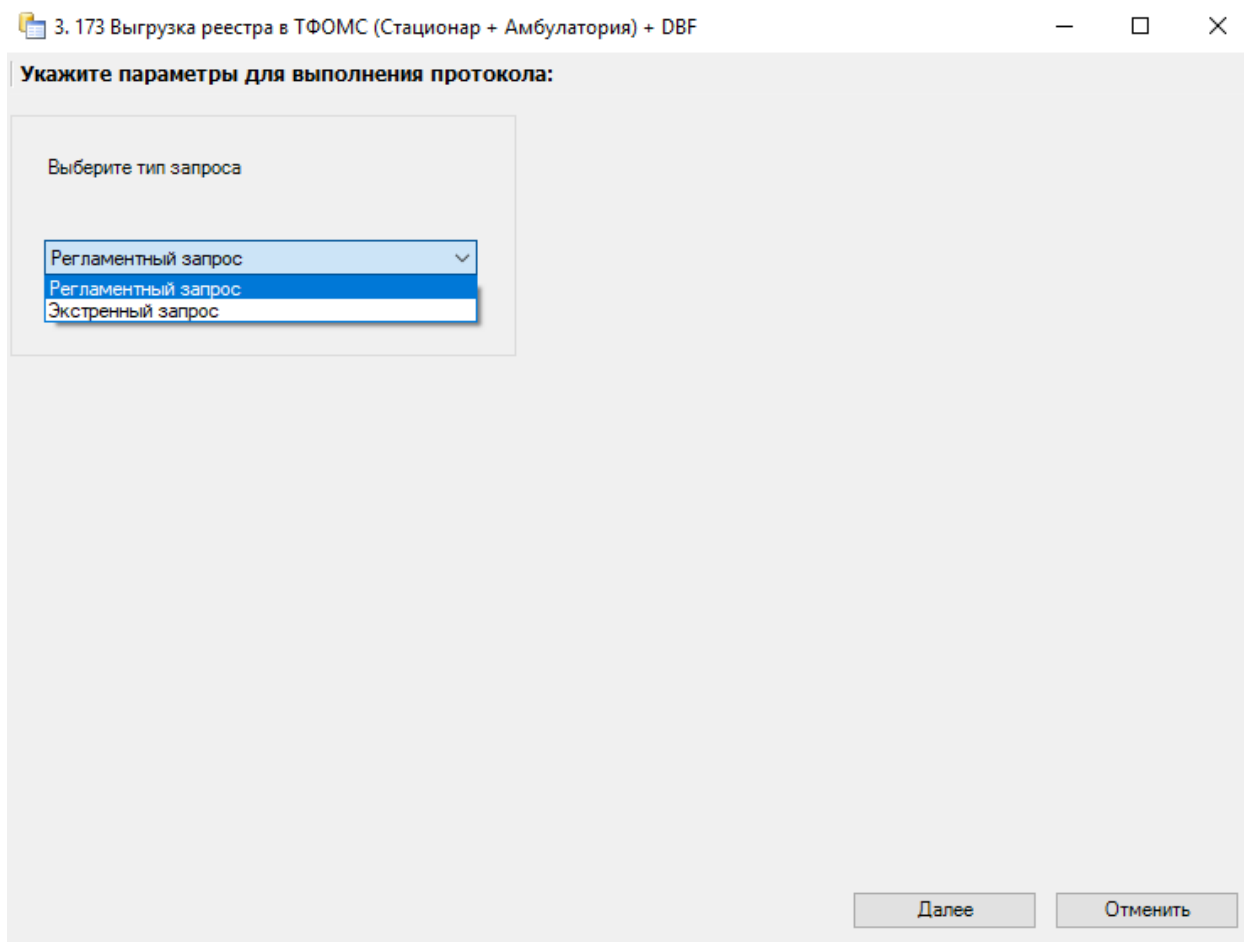 3. 173 Выгрузка реестра в ТФОМС (Стационар + Амбулатория) + DBF
Укажите параметры для выполнения протокола:
Выберите тип запроса
Регламентный запрос
Регламентный запрос
Экстренный запрос
Далее
Отменить